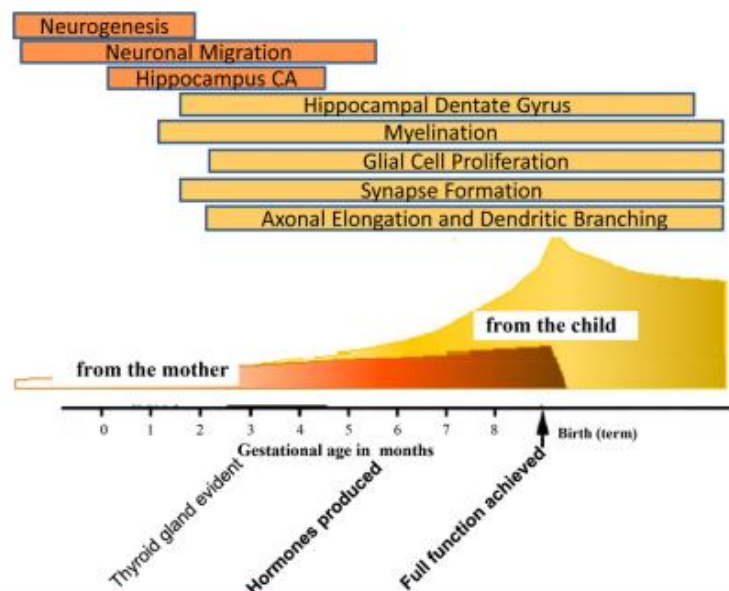 Neurogenesis
Neuronal Migration
Hippocampus CA
Hippocampal Dentate Gyrus
Myelination
Glial Cell Proliferation
Synapse Formation
Axonal Elongation and Dendritic Branching
from the child
from the mother
0 1 2 3 4 5 6 7 8
Birth (term)
Gestational age in months
Thyroid gland evident
Hormones produced
Full function achieved